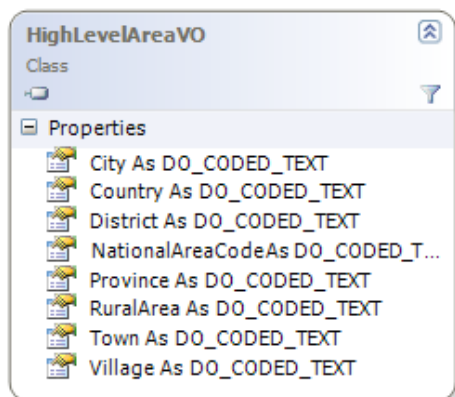 HighLevelAreaVO
Class
Properties
City As DO_CODED_TEXT
Country As DO_CODED_TEXT
District As DO_CODED_TEXT
NationalAreaCodeAs DO_CODED_T...
Province As DO_CODED_TEXT
RuralArea As DO_CODED_TEXT
Town As DO_CODED_TEXT
Village As DO_CODED_TEXT